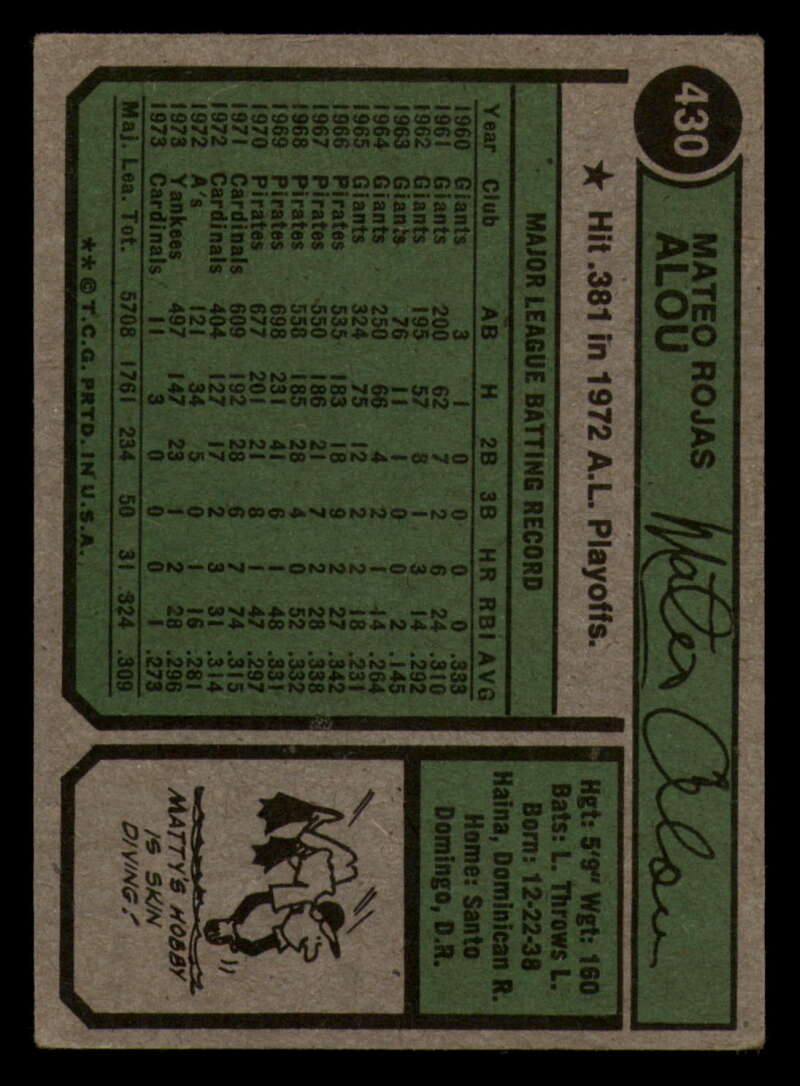 430
MATEO ROJAS
ALOU
Matteo Alou
★ Hit .381 in 1972 A.L. Playoffs.
MAJOR LEAGUE BATTING RECORD
Year Club AB H 2B 3B HR RBI AVG
1960 Giants 3 1 0 0 0 0 .333
1961 Giants 200 62 7 2 6 24 .310
1962 Giants 195 57 8 1 3 14 .292
1963 Giants 76 11 1 0 0 2 .145
1964 Giants 250 66 4 2 1 14 .264
1965 Giants 324 75 12 2 2 18 .231
1966 Pirates 535 183 18 9 2 27 .342
1967 Pirates 550 186 21 7 2 28 .338
1968 Pirates 558 185 28 4 0 52 .332
1969 Pirates 698 231 41 6 1 48 .331
1970 Pirates 677 201 21 8 1 47 .297
1971 Cardinals 609 192 28 6 7 74 .315
1972 Cardinals 404 127 17 2 3 31 .314
1972 A's 121 34 5 0 1 16 .281
1973 Yankees 497 147 23 1 2 28 .296
1973 Cardinals 11 3 0 0 0 1 .273
Maj. Lea. Tot. 5708 1761 234 50 31 .324 .309
**©T.C.G. PRTD. IN U.S.A.
Hgt: 5'9" Wgt: 160
Bats: L. Throws L.
Born: 12-22-38
Haina, Dominican R.
Home: Santo
Domingo, D.R.
MATTY'S HOBBY
IS SKIN
DIVING!